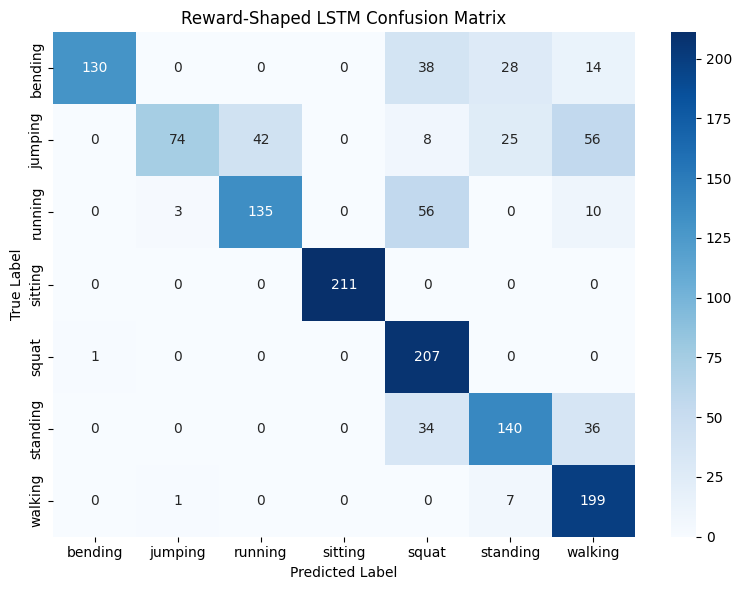 Reward-Shaped LSTM Confusion Matrix
True Label
bending 130 0 0 0 38 28 14
jumping 0 74 42 0 8 25 56
running 0 3 135 0 56 0 10
sitting 0 0 0 211 0 0 0
squat 1 0 0 0 207 0 0
standing 0 0 0 0 34 140 36
walking 0 1 0 0 0 7 199
bending jumping running sitting squat standing walking
Predicted Label
200
175
150
125
100
75
50
25
0